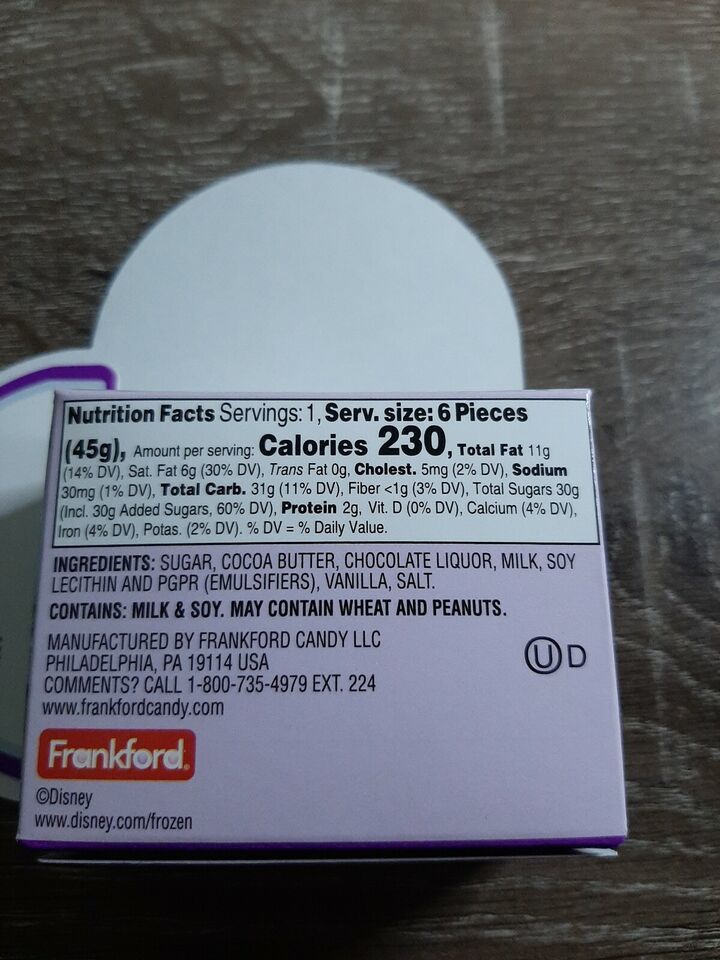 Nutrition Facts Servings: 1, Serv. size: 6 Pieces
(45g), Amount per serving: Calories 230, Total Fat 11g
(14% DV), Sat. Fat 6g (30% DV), Trans Fat 0g, Cholest. 5mg (2% DV), Sodium
30mg (1% DV), Total Carb. 31g (11% DV), Fiber <1g (3% DV), Total Sugars 30g
(Incl. 30g Added Sugars, 60% DV), Protein 2g, Vit. D (0% DV), Calcium (4% DV),
Iron (4% DV), Potas. (2% DV). % DV = % Daily Value.
INGREDIENTS: SUGAR, COCOA BUTTER, CHOCOLATE LIQUOR, MILK, SOY
LECITHIN AND PGPR (EMULSIFIERS), VANILLA, SALT.
CONTAINS: MILK & SOY. MAY CONTAIN WHEAT AND PEANUTS.
MANUFACTURED BY FRANKFORD CANDY LLC
PHILADELPHIA, PA 19114 USA
COMMENTS? CALL 1-800-735-4979 EXT. 224
www.frankfordcandy.com
Ⓤ D
Frankford®
©Disney
www.disney.com/frozen